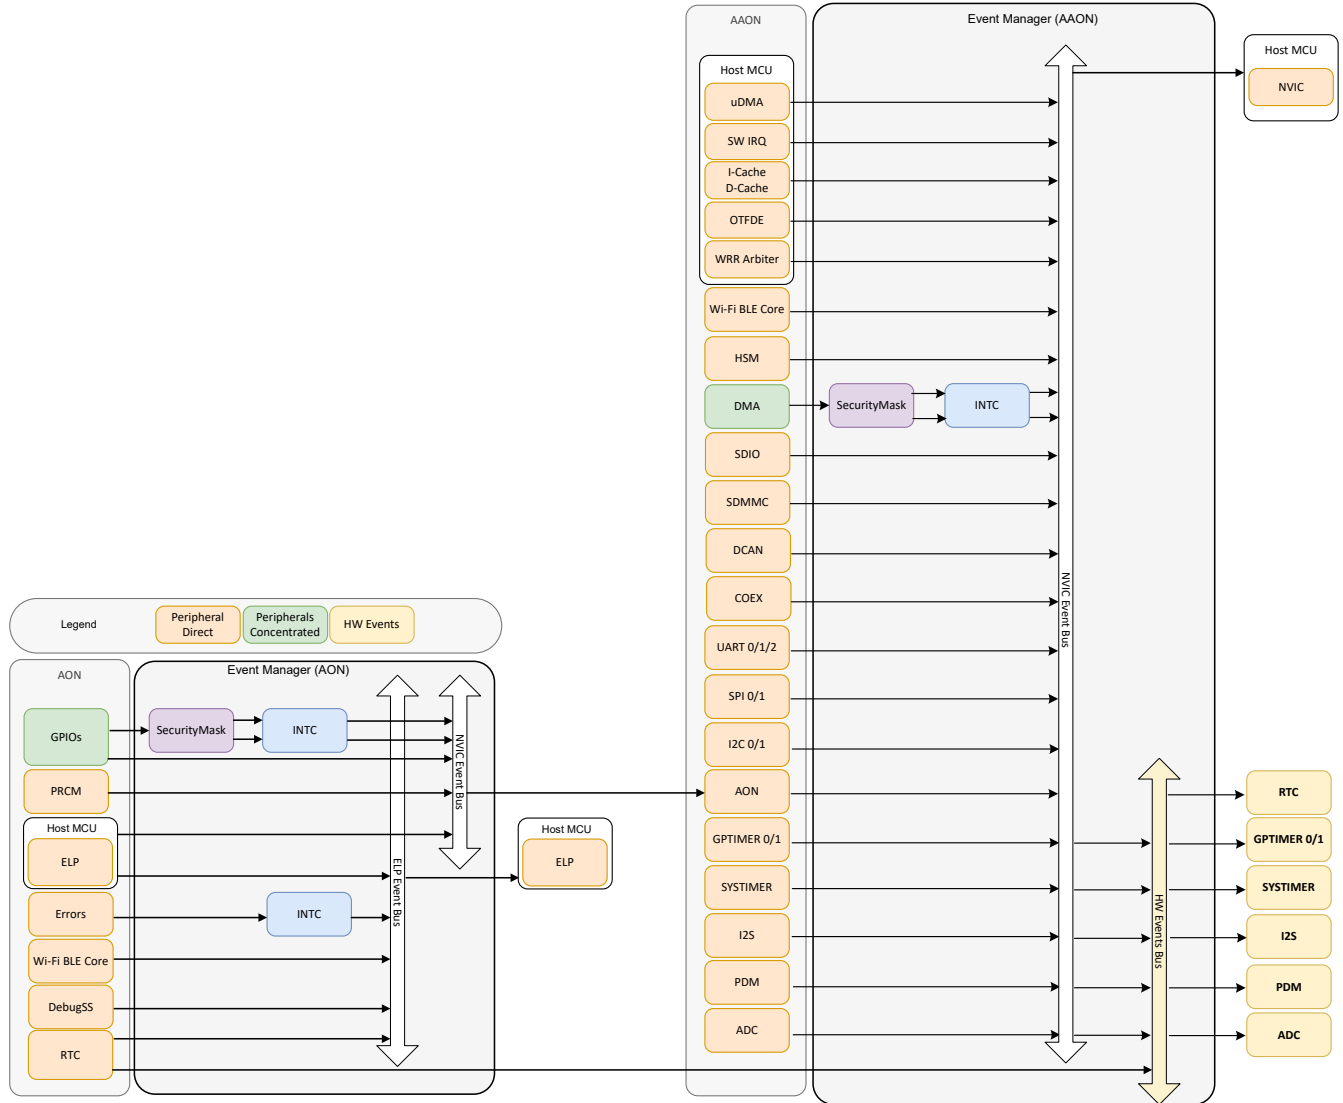 AAON
Event Manager (AAON)
Host MCU
uDMA
SW IRQ
I-Cache
D-Cache
OTFDE
WRR Arbiter
Wi-Fi BLE Core
HSM
DMA
SecurityMask
INTC
SDIO
SDMMC
DCAN
COEX
UART 0/1/2
SPI 0/1
I2C 0/1
AON
GPTIMER 0/1
SYSTIMER
I2S
PDM
ADC
NVIC Event Bus
HW Events Bus
Host MCU
NVIC
RTC
GPTIMER 0/1
SYSTIMER
I2S
PDM
ADC
Legend
Peripheral
Direct
Peripherals
Concentrated
HW Events
AON
Event Manager (AON)
GPIOs
SecurityMask
INTC
PRCM
Host MCU
ELP
Errors
INTC
Wi-Fi BLE Core
DebugSS
RTC
ELP Event Bus
NVIC Event Bus
Host MCU
ELP